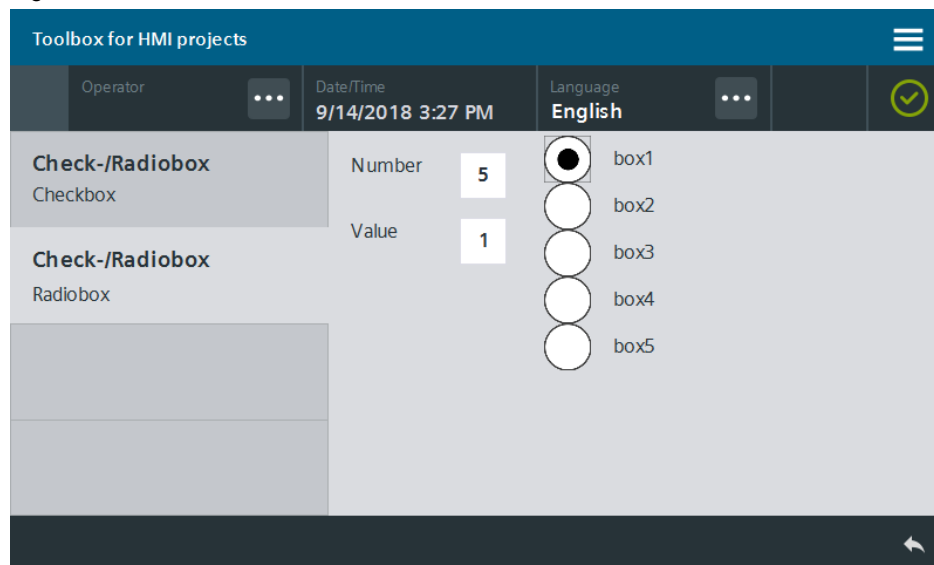 Toolbox for HMI projects
Operator
Date/Time
9/14/2018 3:27 PM
Language
English
Check-/Radiobox
Checkbox
Check-/Radiobox
Radiobox
Number 5
Value 1
box1
box2
box3
box4
box5